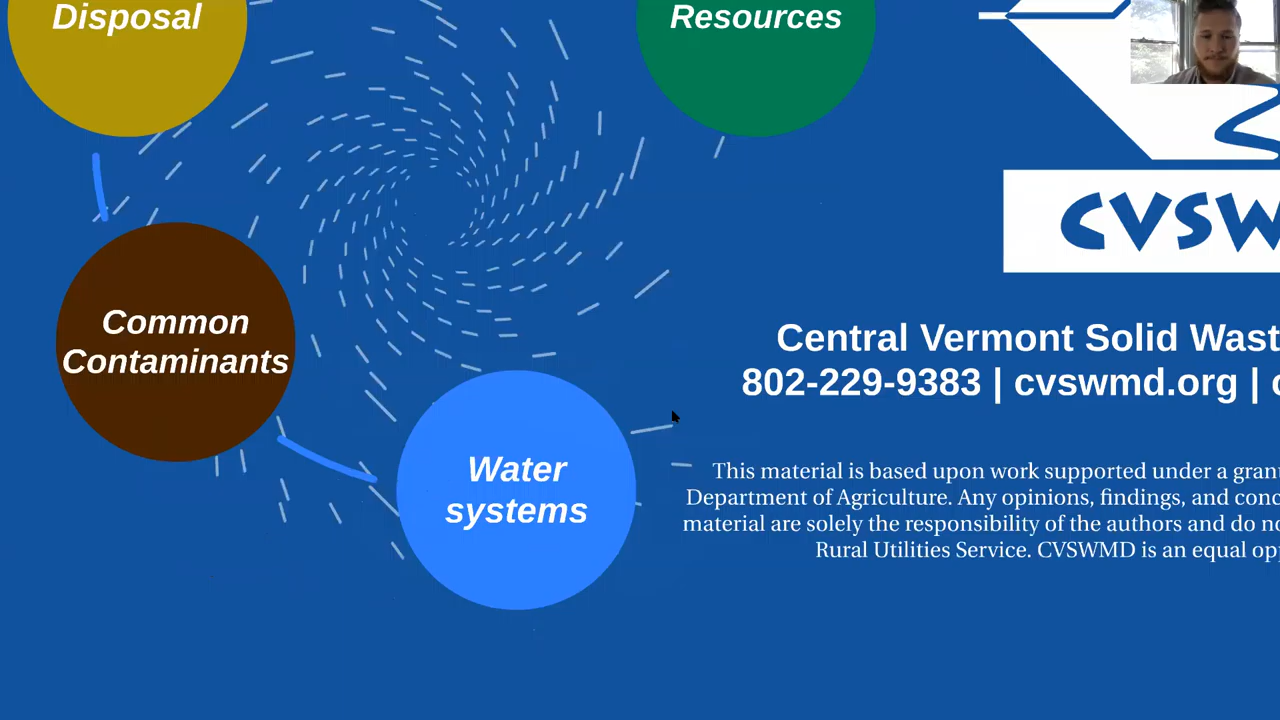 Disposal
Resources
CVSW
Common
Contaminants
Central Vermont Solid Wast
802-229-9383 | cvswmd.org | c
Water
systems
This material is based upon work supported under a gran
Department of Agriculture. Any opinions, findings, and conc
material are solely the responsibility of the authors and do no
Rural Utilities Service. CVSWMD is an equal opp